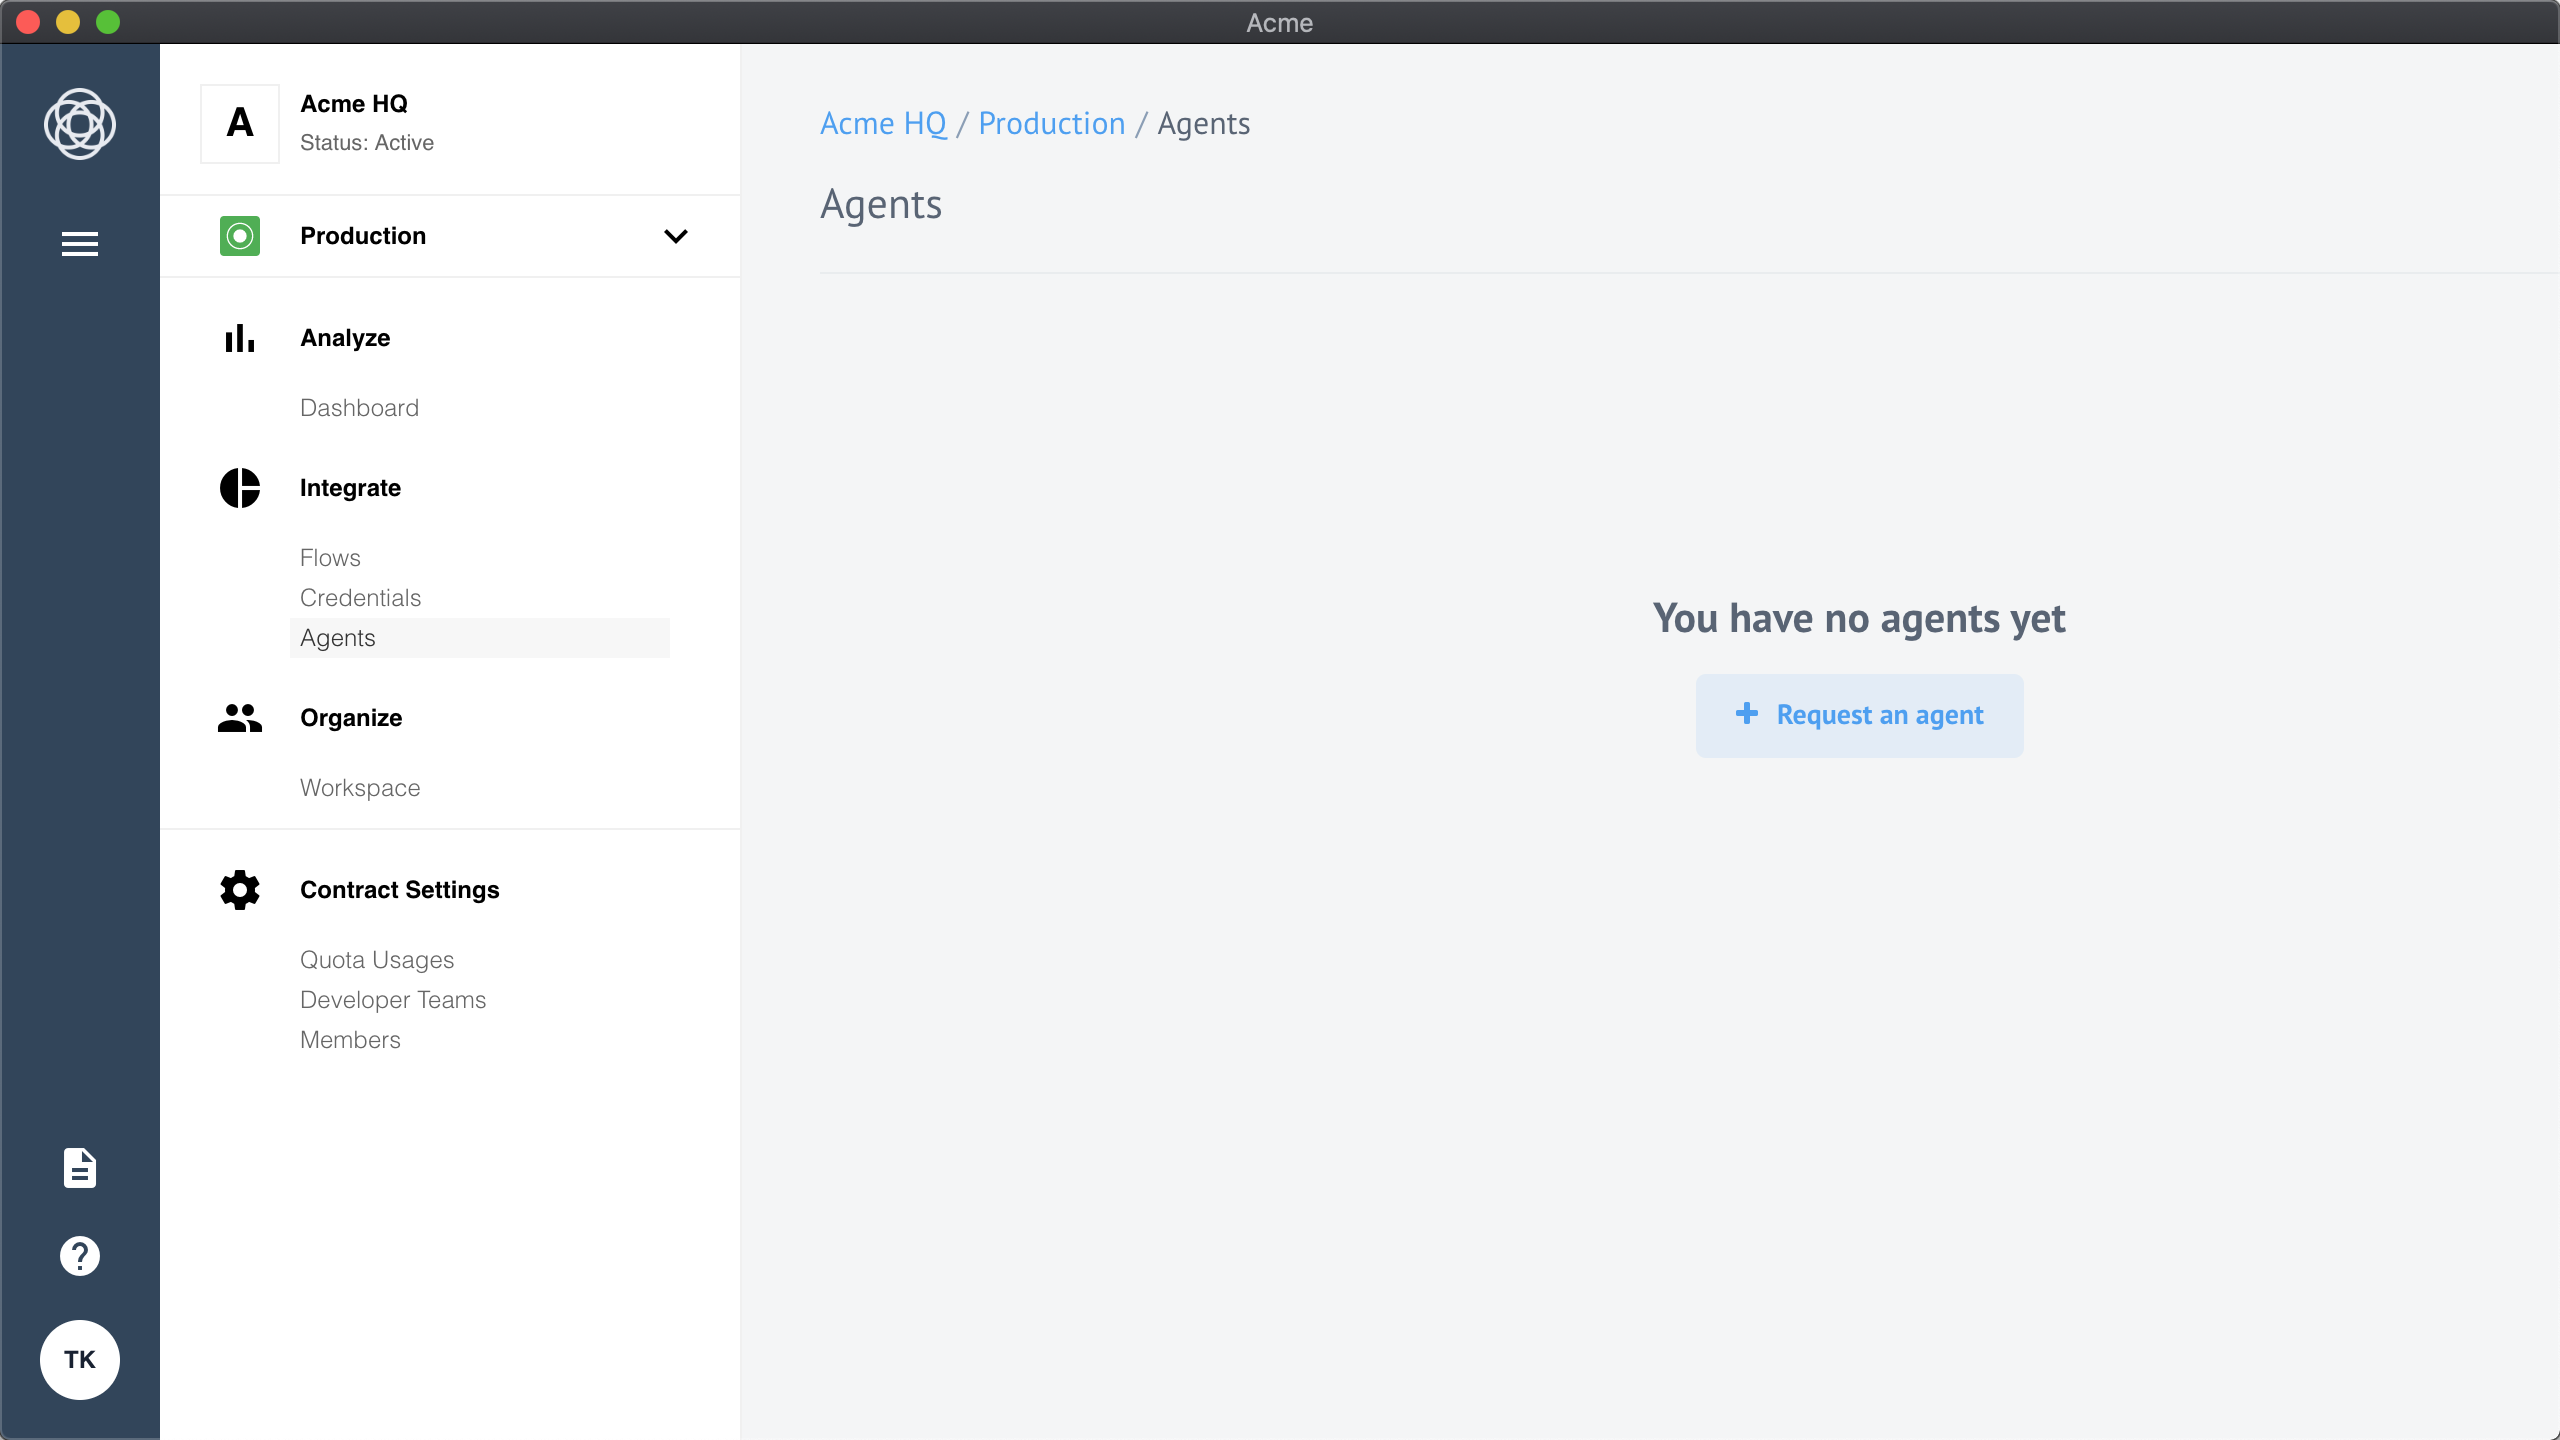 Acme
A
Acme HQ
Status: Active
Production
Analyze
Dashboard
Integrate
Flows
Credentials
Agents
Organize
Workspace
Contract Settings
Quota Usages
Developer Teams
Members
?
TK
Acme HQ / Production / Agents
Agents
You have no agents yet
+ Request an agent